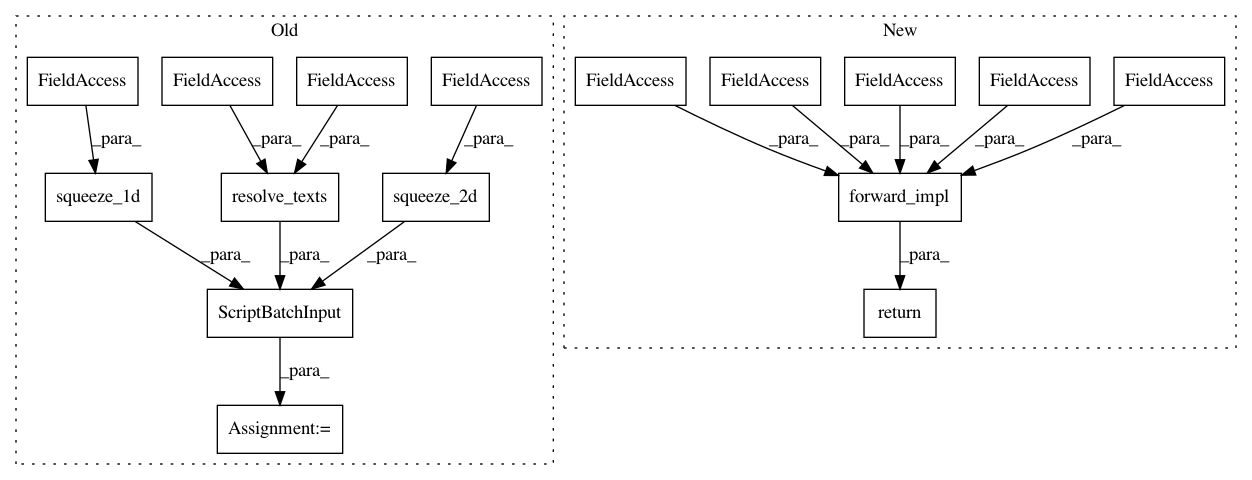 Old
New
FieldAccess FieldAccess FieldAccess FieldAccess
FieldAccess FieldAccess FieldAccess FieldAccess FieldAccess
_para_ _para_ _para_ _para_
_para_ _para_ _para_ _para_ _para_
squeeze_1d resolve_texts squeeze_2d
forward_impl
_para_ _para_ _para_
_para_
ScriptBatchInput
return
_para_
Assignment:=